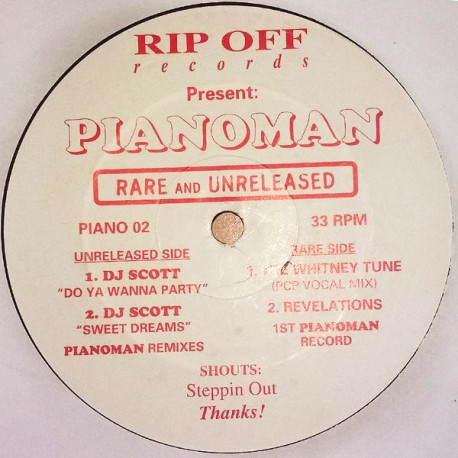 RIP OFF
records
Present:
PIANOMAN
RARE AND UNRELEASED
PIANO 02
33 RPM
UNRELEASED SIDE
1. DJ SCOTT
"DO YA WANNA PARTY"
2. DJ SCOTT
"SWEET DREAMS"
PIANOMAN REMIXES
RARE SIDE
1. THE WHITNEY TUNE
(PCP VOCAL MIX)
2. REVELATIONS
1ST PIANOMAN
RECORD
SHOUTS:
Steppin Out
Thanks!